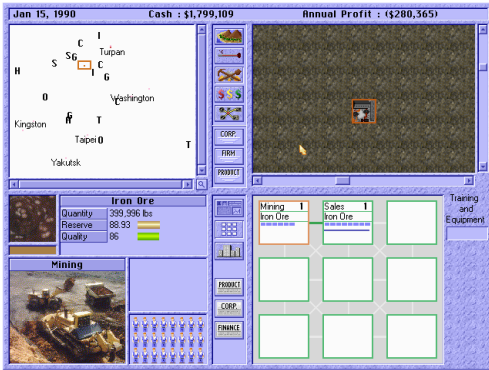 Jan 15, 1990 Cash : $1,799,109 Annual Profit : ($280,365)
I
C
Turpan
S G
S C
H I G
O Washington
Kingston
T
Taipei O
T
Yakutsk
$ $ $
CORP.
FIRM
PRODUCT
Iron Ore
Quantity 399,996 lbs
Reserve 88.93
Quality 86
Mining
PRODUCT
CORP.
FINANCE
Mining 1 Sales 1
Iron Ore Iron Ore
Training
and
Equipment